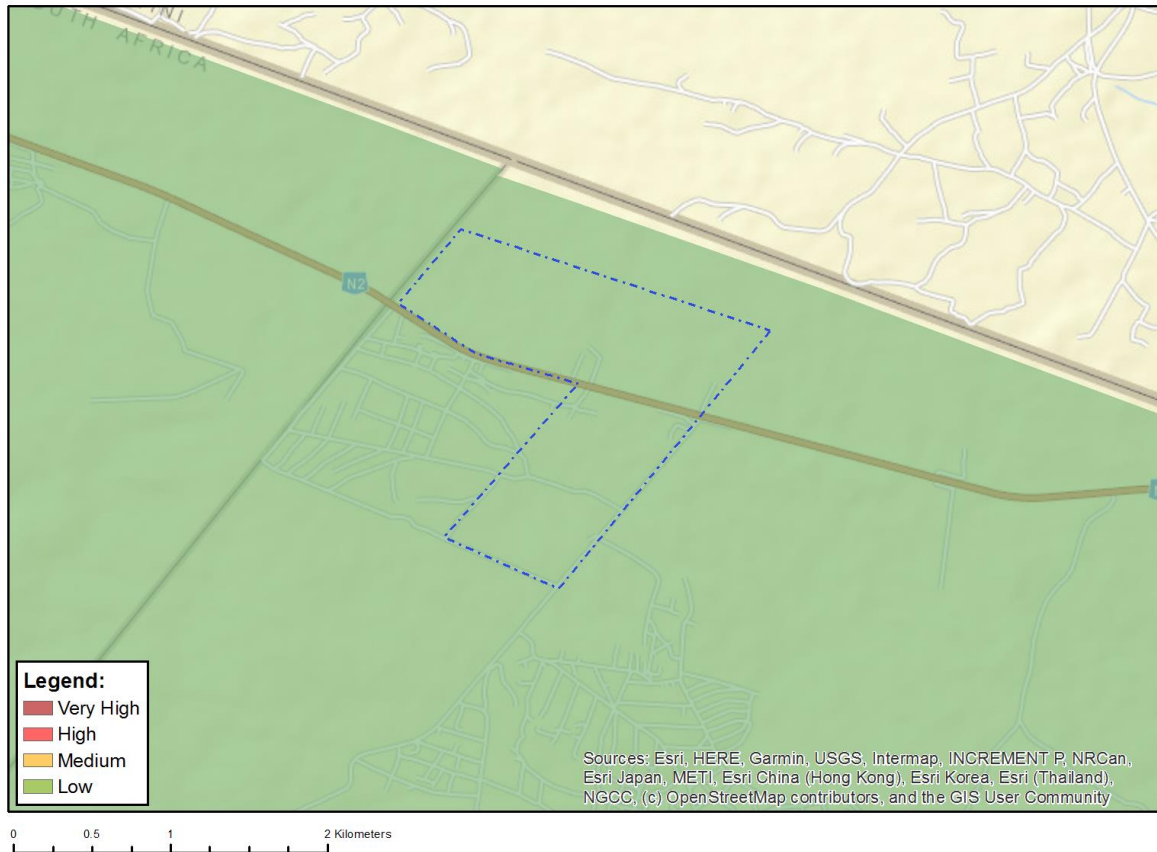 INI
SOUTH AFRICA
N2
Legend:
Very High
High
Medium
Low
Sources: Esri, HERE, Garmin, USGS, Intermap, INCREMENT P, NRCan,
Esri Japan, METI, Esri China (Hong Kong), Esri Korea, Esri (Thailand),
NGCC, (c) OpenStreetMap contributors, and the GIS User Community
0 0.5 1 2 Kilometers